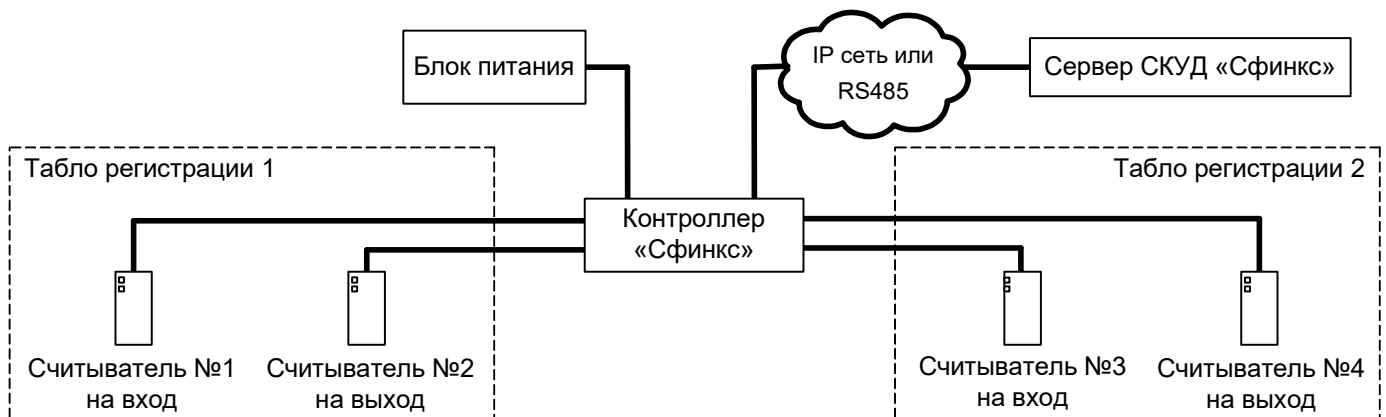 Блок питания
IP сеть или
RS485
Сервер СКУД «Сфинкс»
Табло регистрации 1
Табло регистрации 2
Контроллер
«Сфинкс»
Считыватель №1
на вход
Считыватель №2
на выход
Считыватель №3
на вход
Считыватель №4
на выход